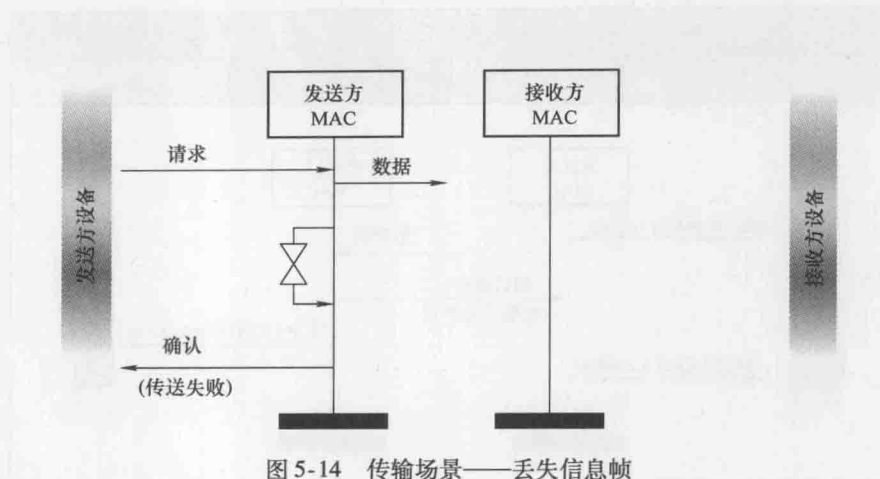 发送方
MAC
接收方
MAC
请求
数据
发送方设备
接收方设备
确认
(传送失败)
图 5-14 传输场景——丢失信息帧